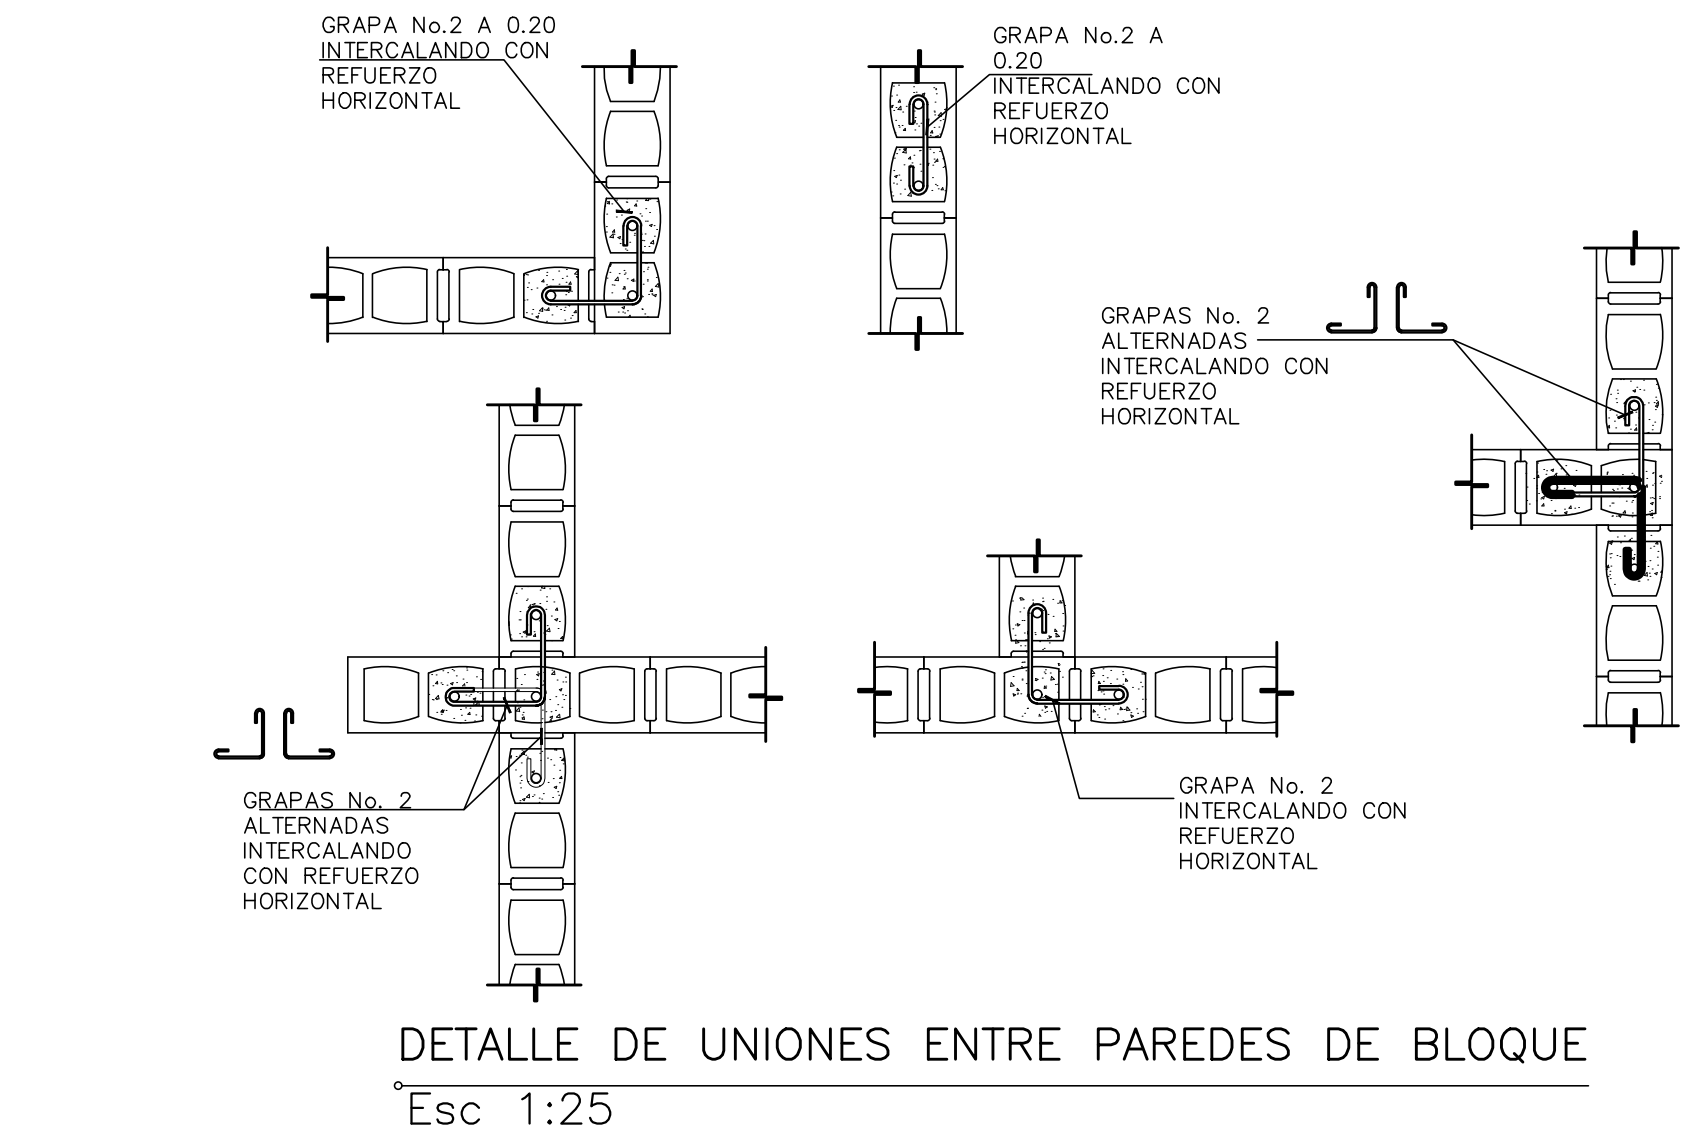 GRAPA No.2 A 0.20
INTERCALANDO CON
REFUERZO
HORIZONTAL
GRAPA No.2 A
0.20
INTERCALANDO CON
REFUERZO
HORIZONTAL
GRAPAS No. 2
ALTERNADAS
INTERCALANDO CON
REFUERZO
HORIZONTAL
GRAPAS No. 2
ALTERNADAS
INTERCALANDO
CON REFUERZO
HORIZONTAL
GRAPA No. 2
INTERCALANDO CON
REFUERZO
HORIZONTAL
DETALLE DE UNIONES ENTRE PAREDES DE BLOQUE
Esc 1:25